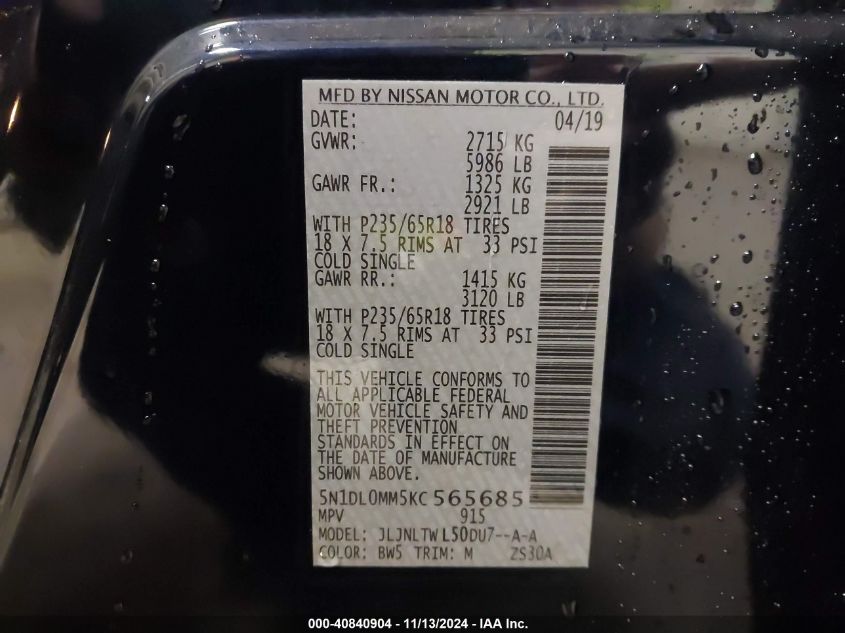 MFD BY NISSAN MOTOR CO., LTD.
DATE: 04/19
GVWR: 2715 KG
5986 LB
GAWR FR.: 1325 KG
2921 LB
WITH P235/65R18 TIRES
18 X 7.5 RIMS AT 33 PSI
COLD SINGLE
GAWR RR.: 1415 KG
3120 LB
WITH P235/65R18 TIRES
18 X 7.5 RIMS AT 33 PSI
COLD SINGLE
THIS VEHICLE CONFORMS TO
ALL APPLICABLE FEDERAL
MOTOR VEHICLE SAFETY AND
THEFT PREVENTION
STANDARDS IN EFFECT ON
THE DATE OF MANUFACTURE
SHOWN ABOVE.
5N1DL0MM5KC565685
MPV 915
MODEL: JLJNLTWL50DU7--A-A
COLOR: BW5 TRIM: M ZS30A
000-40840904 - 11/13/2024 - IAA Inc.